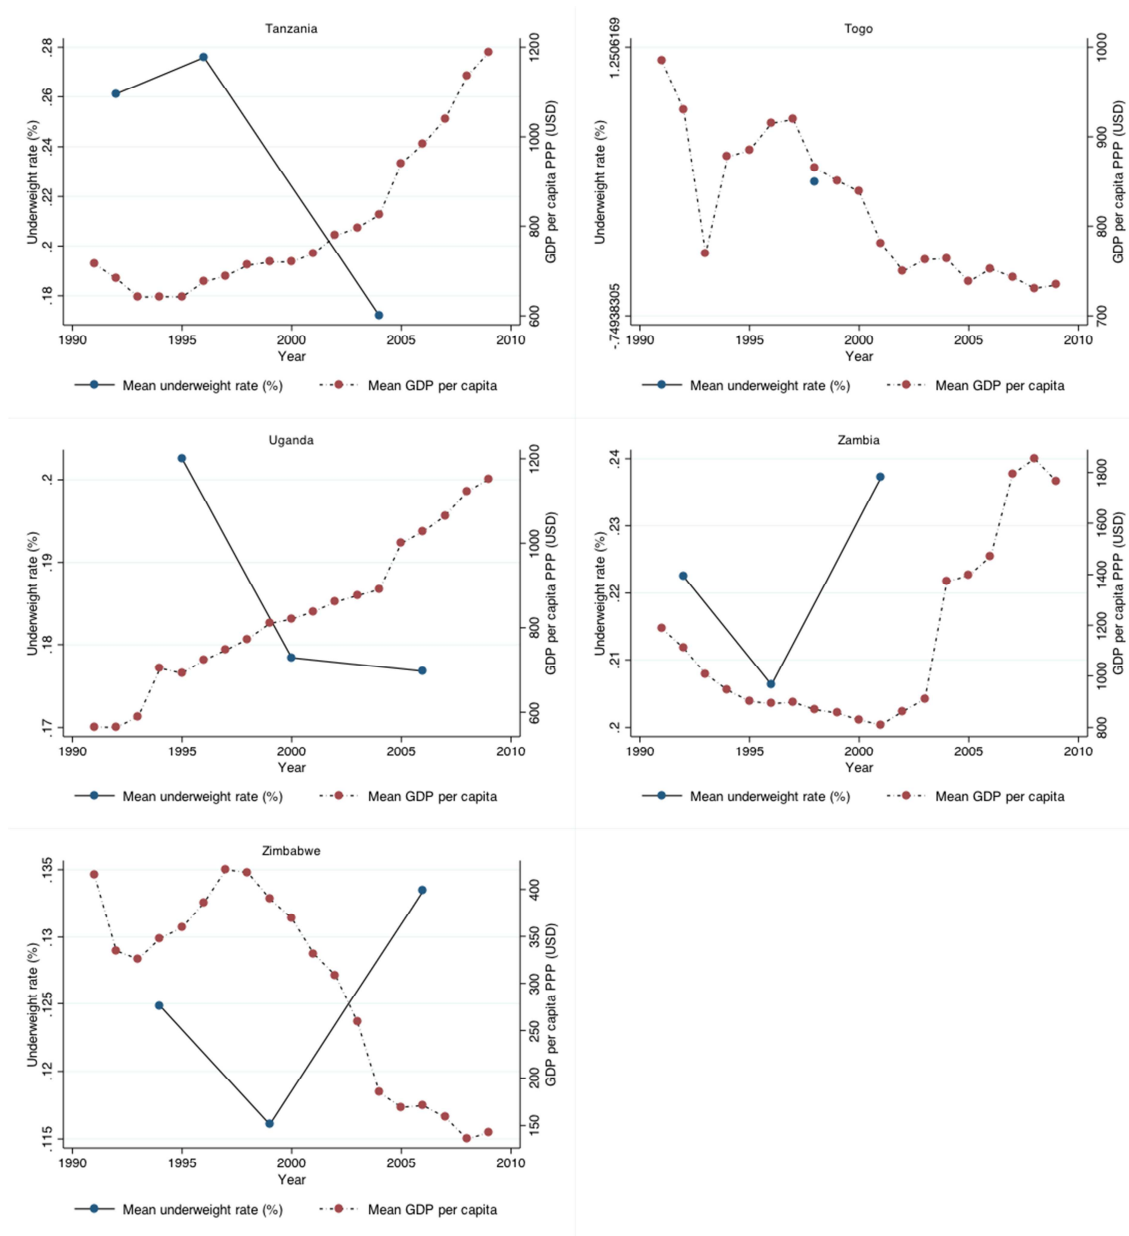 Tanzania
.28
.26
.24
.22
.2
.18
Underweight rate (%)
1200
1000
800
600
GDP per capita PPP (USD)
1990 1995 2000 2005 2010
Year
Mean underweight rate (%) Mean GDP per capita
Togo
1.2506169
-.74938305
Underweight rate (%)
1000
900
800
700
GDP per capita PPP (USD)
1990 1995 2000 2005 2010
Year
Mean underweight rate (%) Mean GDP per capita
Uganda
.2
.19
.18
.17
Underweight rate (%)
1200
1000
800
600
GDP per capita PPP (USD)
1990 1995 2000 2005 2010
Year
Mean underweight rate (%) Mean GDP per capita
Zambia
.24
.23
.22
.21
.2
Underweight rate (%)
1800
1600
1400
1200
1000
800
GDP per capita PPP (USD)
1990 1995 2000 2005 2010
Year
Mean underweight rate (%) Mean GDP per capita
Zimbabwe
.135
.13
.125
.12
.115
Underweight rate (%)
400
350
300
250
200
150
GDP per capita PPP (USD)
1990 1995 2000 2005 2010
Year
Mean underweight rate (%) Mean GDP per capita